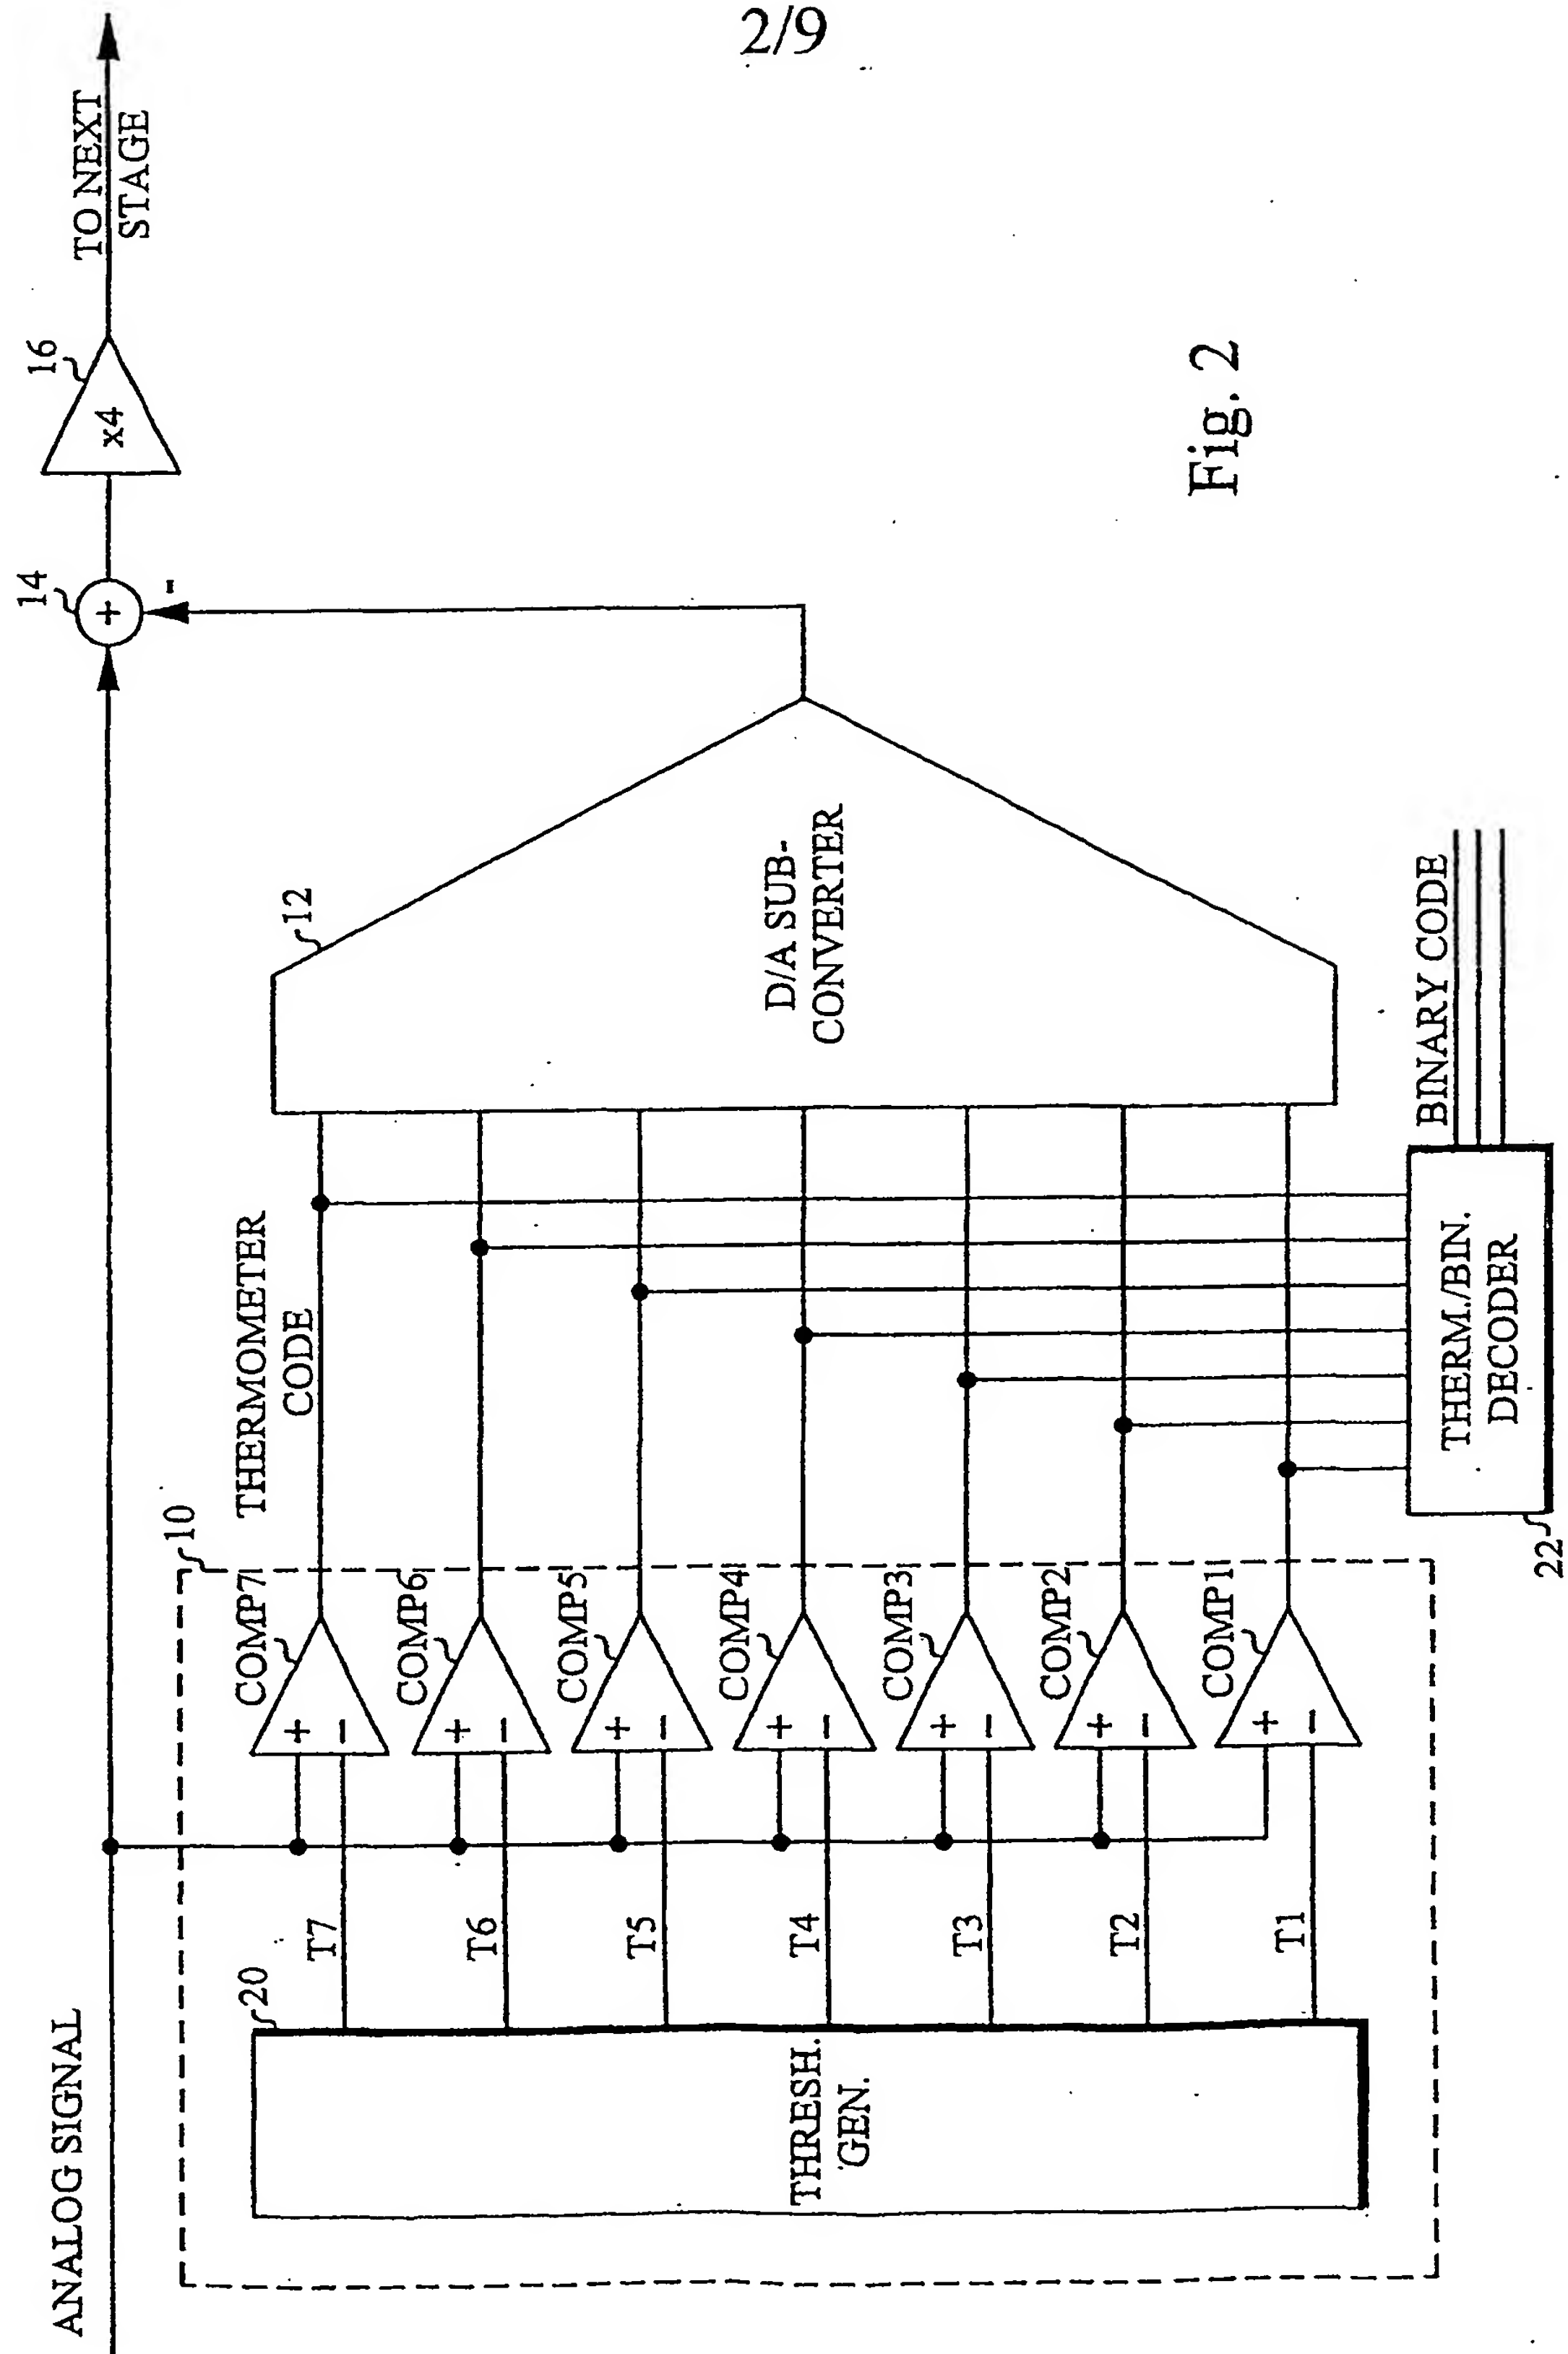 2/9
ANALOG SIGNAL
TO NEXT
STAGE
14
16
x4
+
-
10
20
THRESH.
GEN.
T7
T6
T5
T4
T3
T2
T1
COMP7
+
-
COMP6
+
-
COMP5
+
-
COMP4
+
-
COMP3
+
-
COMP2
+
-
COMP1
+
-
THERMOMETER
CODE
12
D/A SUB-
CONVERTER
22
THERM./BIN.
DECODER
BINARY CODE
Fig. 2